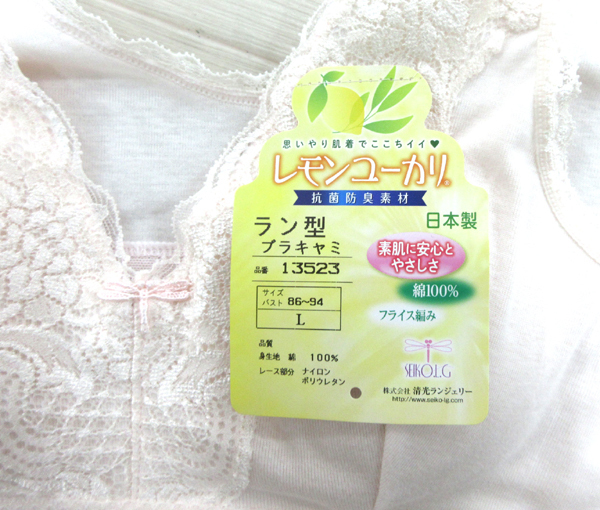 思いやり肌着でここちイイ♥
レモンユーカリ®
抗菌防臭素材
日本製
ラン型
ブラキャミ
品番 13523
サイズ
バスト 86~94
L
素肌に安心と
やさしさ
綿100%
フライス編み
品質
身生地 綿 100%
レース部分 ナイロン
ポリウレタン
SEIKO L.G
株式会社 清光ランジェリー
http://www.seiko-lg.com